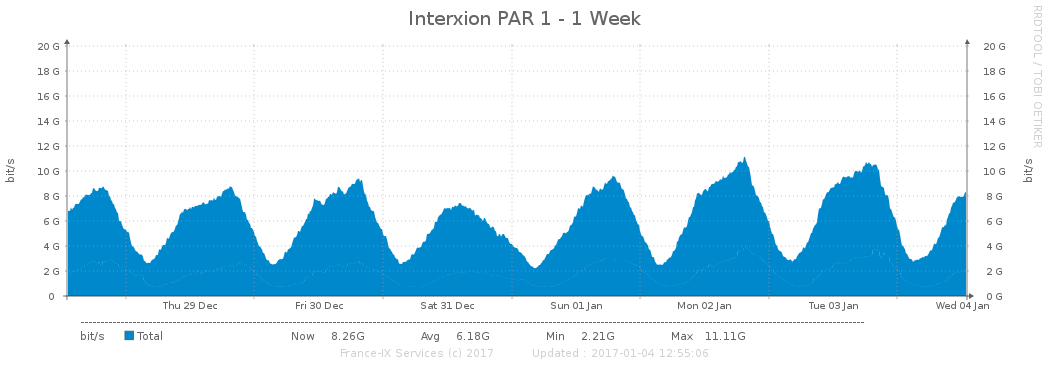 Interxion PAR 1 - 1 Week
RRDTOOL / TOBI OETIKER
20 G 20 G
18 G 18 G
16 G 16 G
14 G 14 G
12 G 12 G
10 G 10 G
8 G 8 G
6 G 6 G
4 G 4 G
2 G 2 G
0 0 G
bit/s bit/s
Thu 29 Dec Fri 30 Dec Sat 31 Dec Sun 01 Jan Mon 02 Jan Tue 03 Jan Wed 04 Jan
bit/s Total Now 8.26G Avg 6.18G Min 2.21G Max 11.11G
France-IX Services (c) 2017 Updated : 2017-01-04 12:55:06